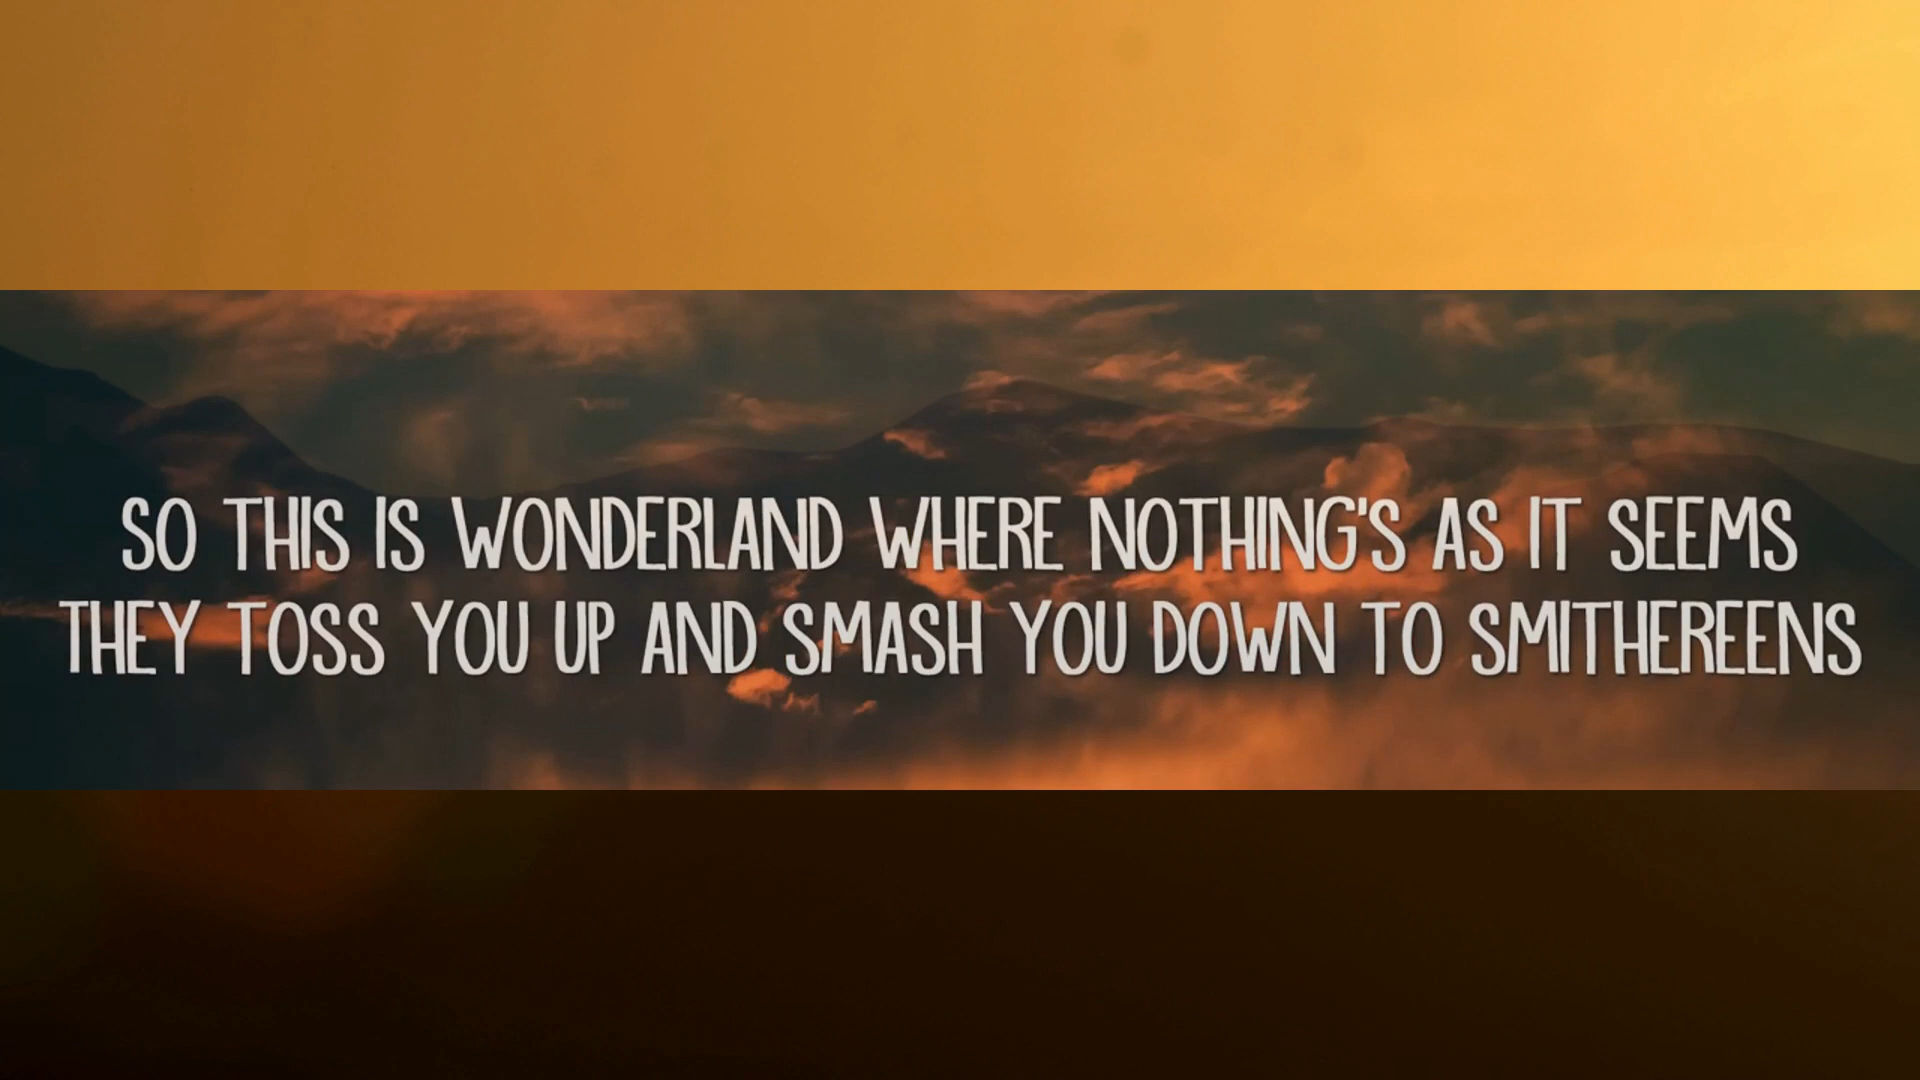 SO THIS IS WONDERLAND WHERE NOTHING'S AS IT SEEMS
THEY TOSS YOU UP AND SMASH YOU DOWN TO SMITHEREENS